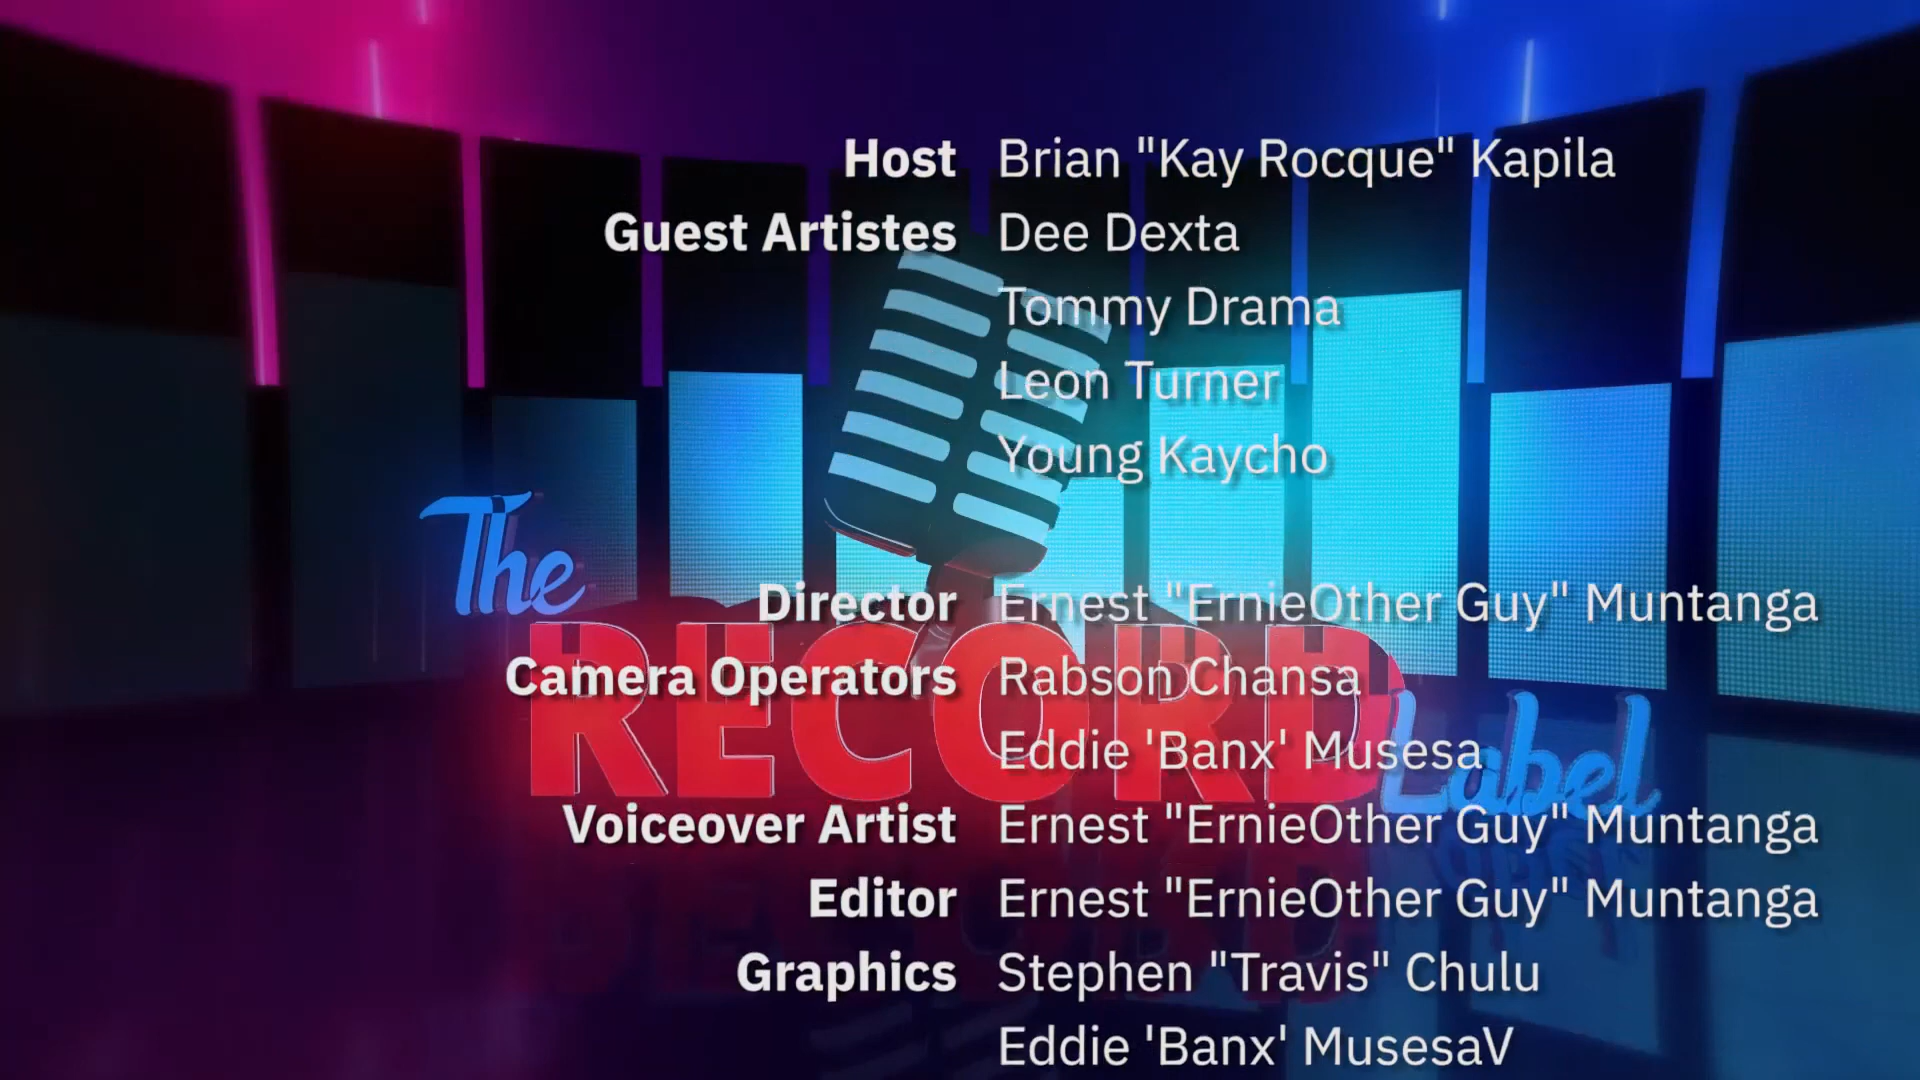 Host Brian "Kay Rocque" Kapila
Guest Artistes Dee Dexta
Tommy Drama
Leon Turner
Young Kaycho
The
Director Ernest "ErnieOther Guy" Muntanga
RECORD
Camera Operators Rabson Chansa
Eddie 'Banx' Musesa
Label
Voiceover Artist Ernest "ErnieOther Guy" Muntanga
Editor Ernest "ErnieOther Guy" Muntanga
Graphics Stephen "Travis" Chulu
Eddie 'Banx' MusesaV